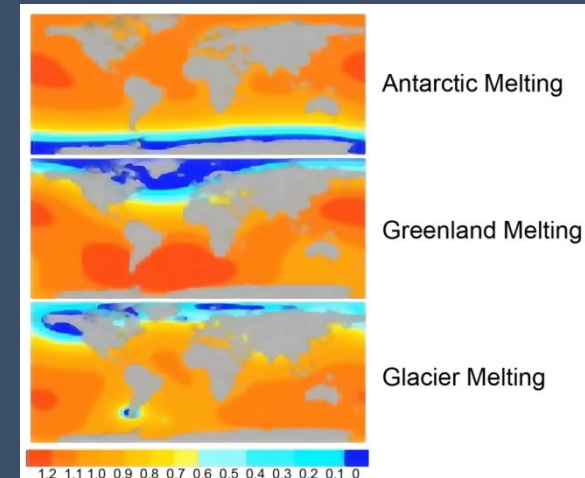 Antarctic Melting
Greenland Melting
Glacier Melting
1.2 1.1 1.0 0.9 0.8 0.7 0.6 0.5 0.4 0.3 0.2 0.1 0